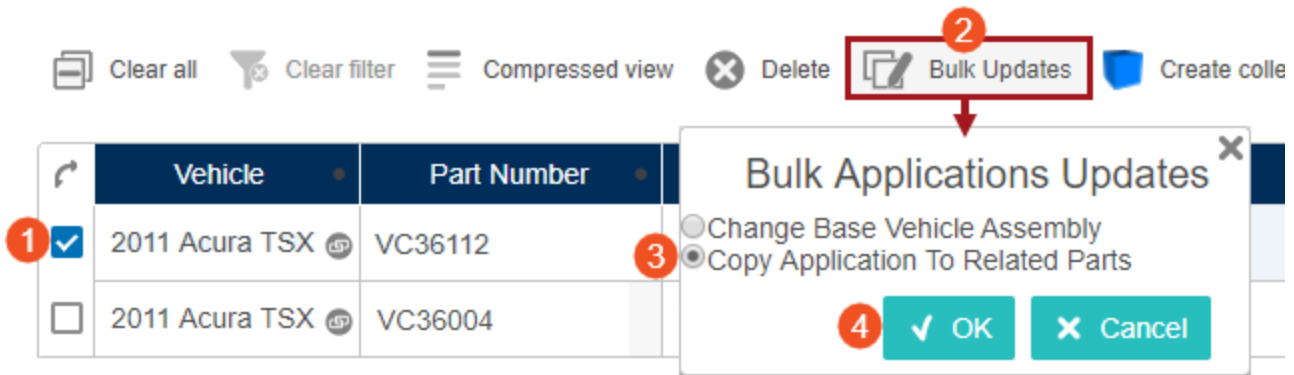 2
Clear all Clear filter Compressed view Delete Bulk Updates Create colle
Vehicle Part Number Bulk Applications Updates
1 2011 Acura TSX VC36112 Change Base Vehicle Assembly
3 Copy Application To Related Parts
2011 Acura TSX VC36004 4 OK Cancel